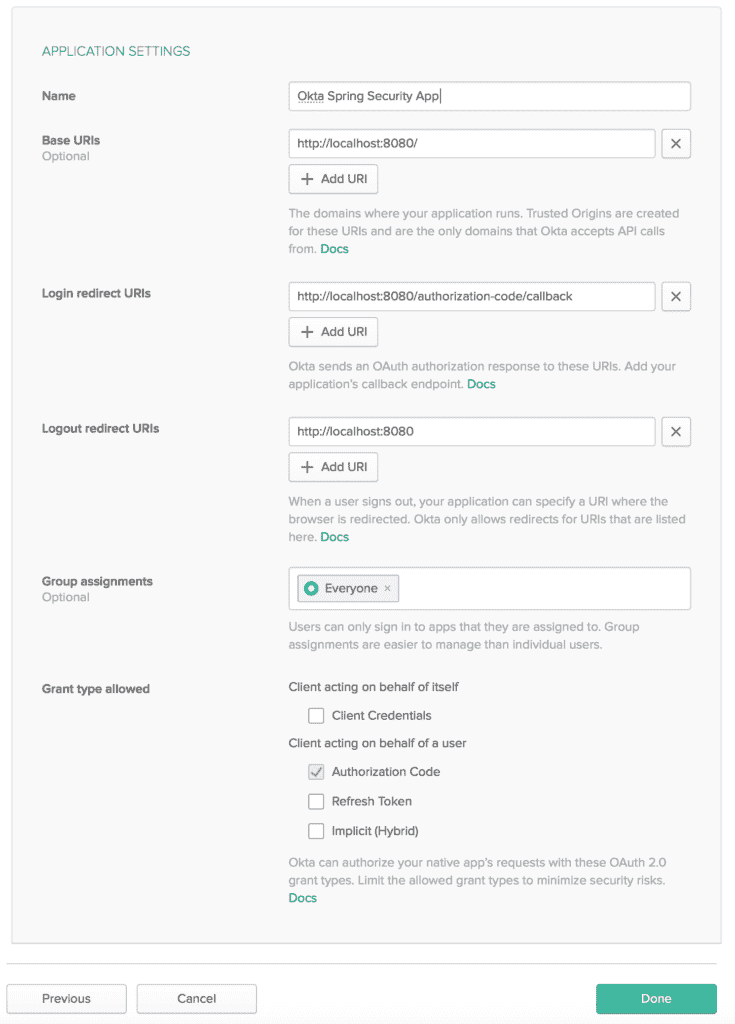 APPLICATION SETTINGS
Name
Okta Spring Security App
Base URIs
Optional
http://localhost:8080/
Add URI
The domains where your application runs. Trusted Origins are created
for these URIs and are the only domains that Okta accepts API calls
from. Docs
Login redirect URIs
http://localhost:8080/authorization-code/callback
Add URI
Okta sends an OAuth authorization response to these URIs. Add your
application's callback endpoint. Docs
Logout redirect URIs
http://localhost:8080
Add URI
When a user signs out, your application can specify a URI where the
browser is redirected. Okta only allows redirects for URIs that are listed
here. Docs
Group assignments
Optional
Everyone
Users can only sign in to apps that they are assigned to. Group
assignments are easier to manage than individual users.
Grant type allowed
Client acting on behalf of itself
Client Credentials
Client acting on behalf of a user
Authorization Code
Refresh Token
Implicit (Hybrid)
Okta can authorize your native app's requests with these OAuth 2.0
grant types. Limit the allowed grant types to minimize security risks.
Docs
Previous
Cancel
Done